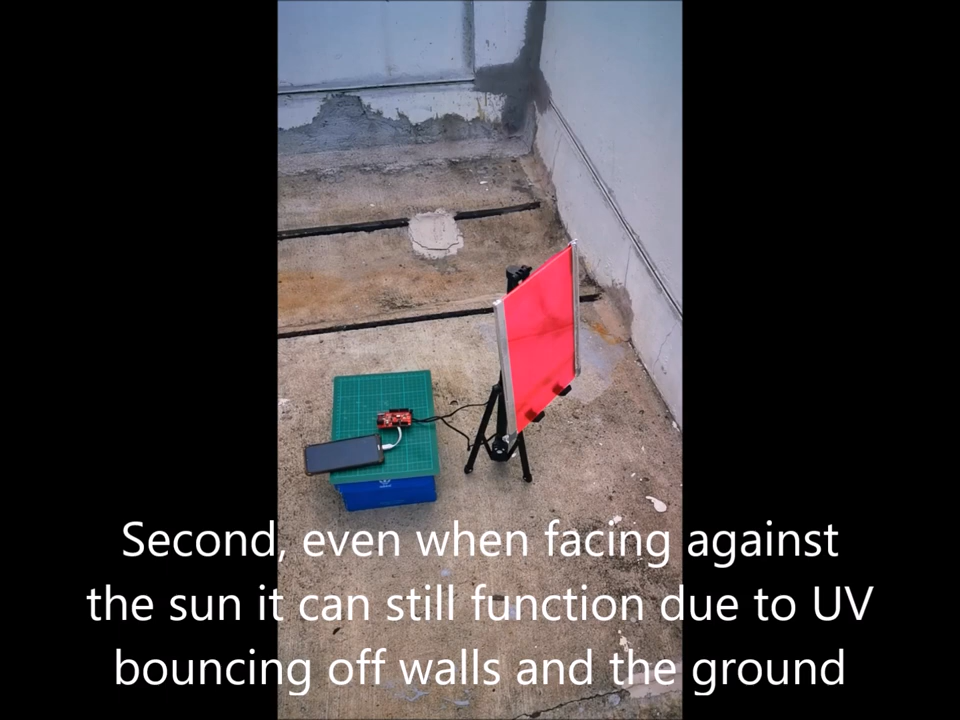 Second, even when facing against
the sun it can still function due to UV
bouncing off walls and the ground